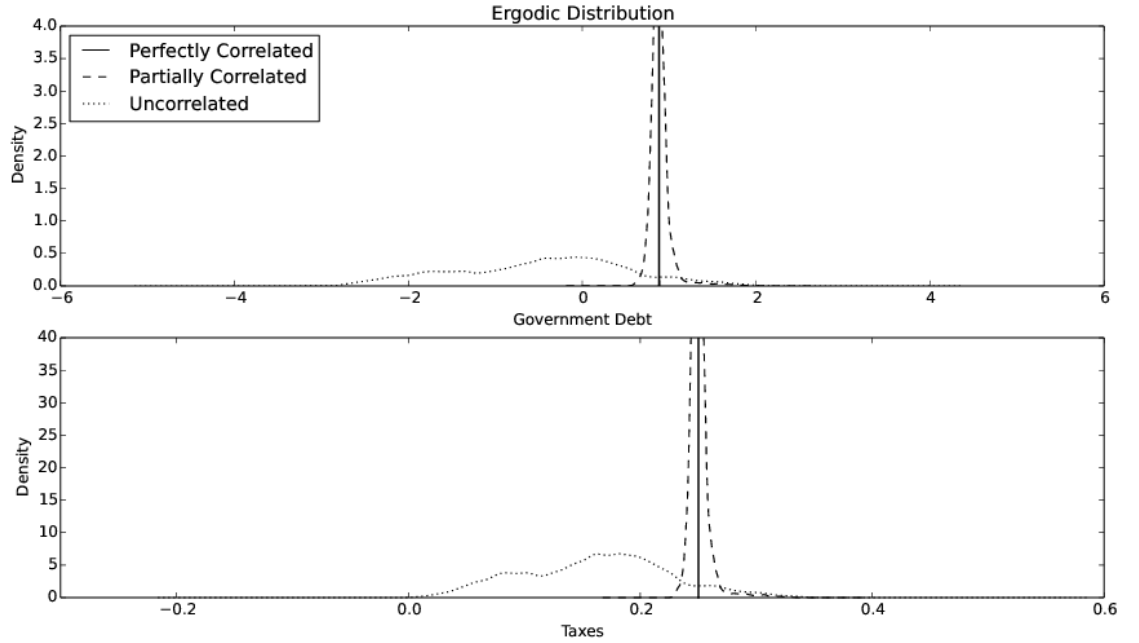 Ergodic Distribution
4.0
3.5
3.0
2.5
2.0
1.5
1.0
0.5
0.0
Density
Perfectly Correlated
Partially Correlated
Uncorrelated
−6 −4 −2 0 2 4 6
Government Debt
40
35
30
25
20
15
10
5
0
Density
−0.2 0.0 0.2 0.4 0.6
Taxes